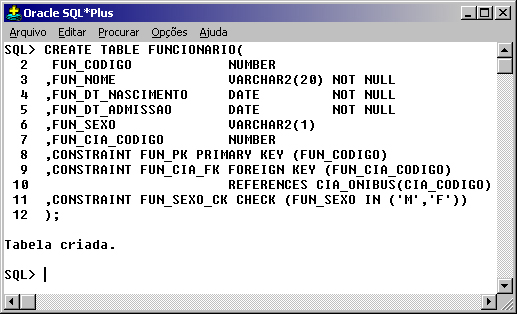 Oracle SQL*Plus
Arquivo Editar Procurar Opções Ajuda
SQL> CREATE TABLE FUNCIONARIO(
2 FUN_CODIGO NUMBER
3 ,FUN_NOME VARCHAR2(20) NOT NULL
4 ,FUN_DT_NASCIMENTO DATE NOT NULL
5 ,FUN_DT_ADMISSAO DATE NOT NULL
6 ,FUN_SEXO VARCHAR2(1)
7 ,FUN_CIA_CODIGO NUMBER
8 ,CONSTRAINT FUN_PK PRIMARY KEY (FUN_CODIGO)
9 ,CONSTRAINT FUN_CIA_FK FOREIGN KEY (FUN_CIA_CODIGO)
10 REFERENCES CIA_ONIBUS(CIA_CODIGO)
11 ,CONSTRAINT FUN_SEXO_CK CHECK (FUN_SEXO IN ('M','F'))
12 );
Tabela criada.
SQL>